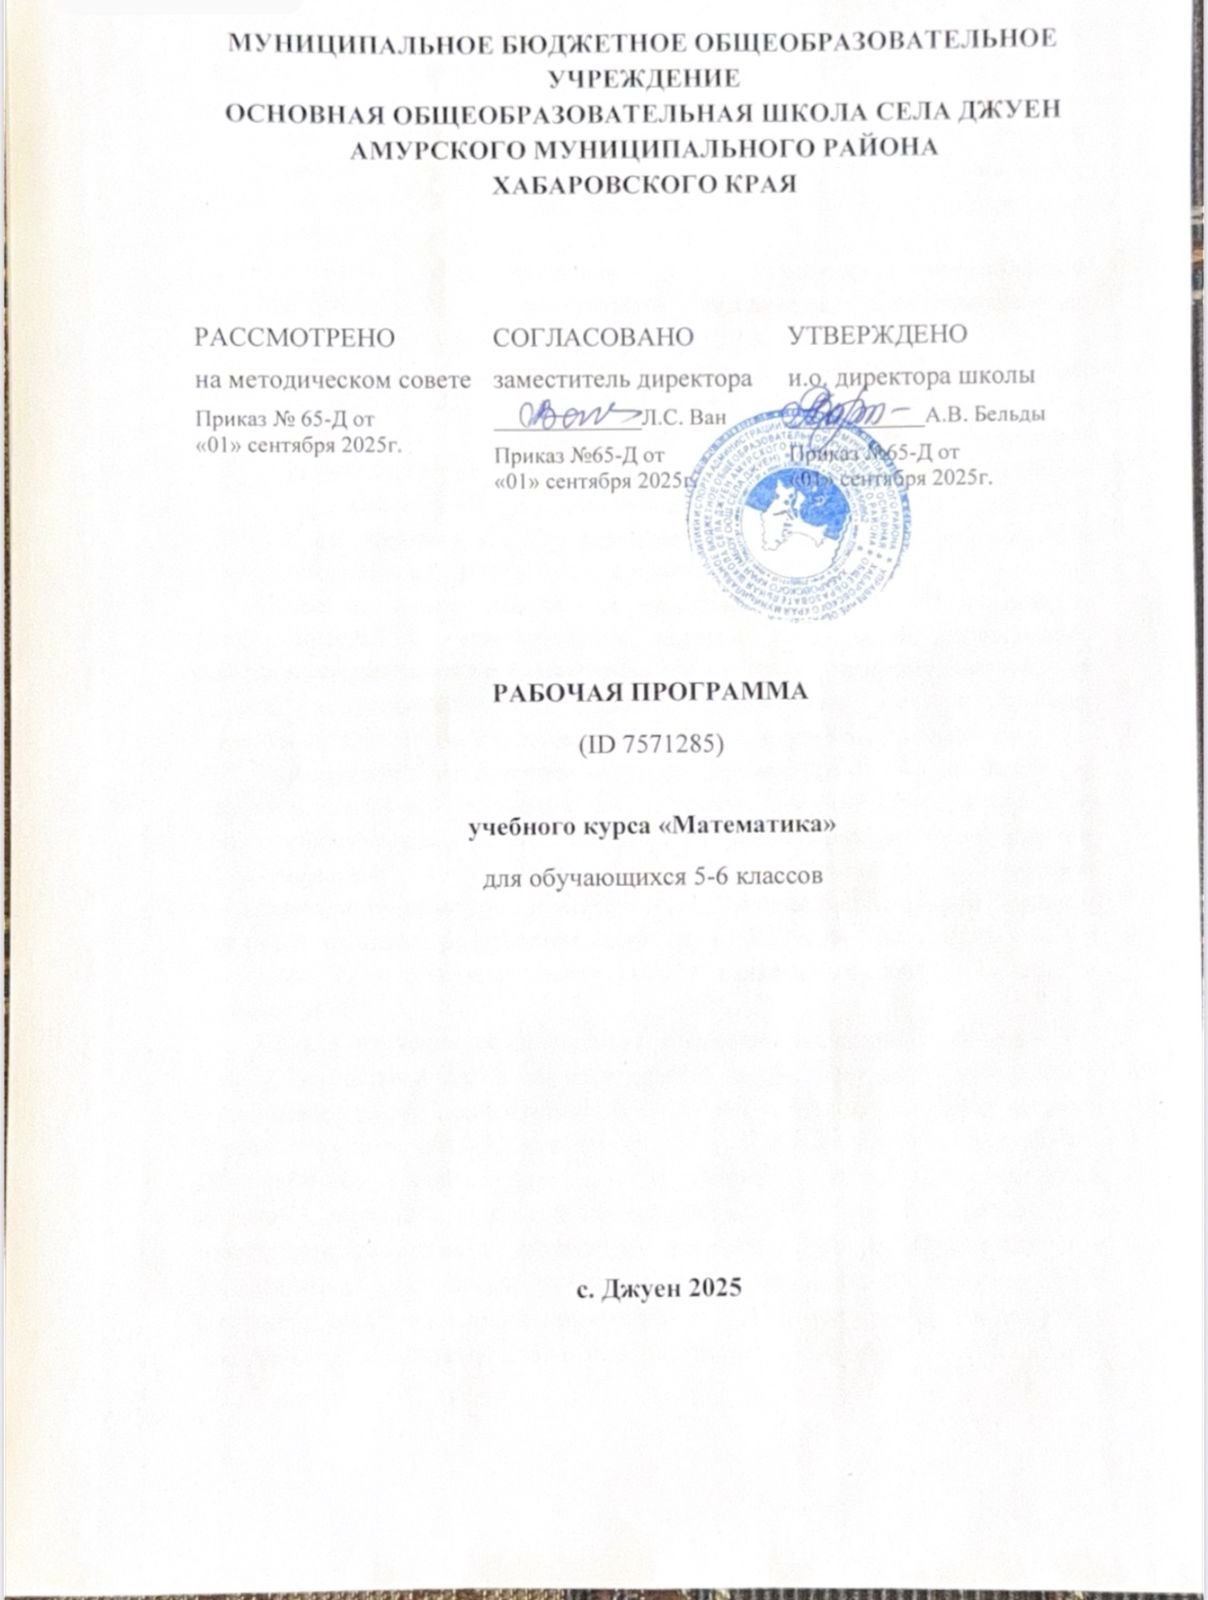 МУНИЦИПАЛЬНОЕ БЮДЖЕТНОЕ ОБЩЕОБРАЗОВАТЕЛЬНОЕ
УЧРЕЖДЕНИЕ
ОСНОВНАЯ ОБЩЕОБРАЗОВАТЕЛЬНАЯ ШКОЛА СЕЛА ДЖУЕН
АМУРСКОГО МУНИЦИПАЛЬНОГО РАЙОНА
ХАБАРОВСКОГО КРАЯ
РАССМОТРЕНО
на методическом совете
Приказ № 65-Д от
«01» сентября 2025г.
СОГЛАСОВАНО
заместитель директора
Л.С. Ван
Приказ №65-Д от
«01» сентября 2025г.
УТВЕРЖДЕНО
и.о. директора школы
А.В. Бельды
Приказ №65-Д от
«01» сентября 2025г.
РАБОЧАЯ ПРОГРАММА
(ID 7571285)
учебного курса «Математика»
для обучающихся 5-6 классов
с. Джуен 2025